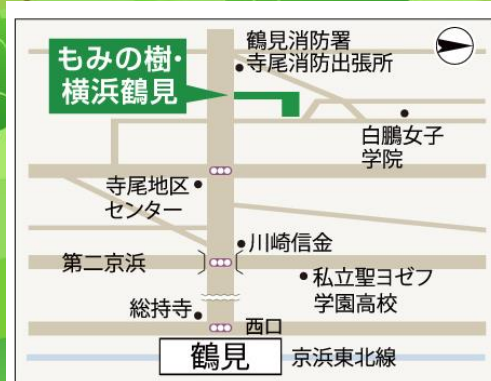 鶴見消防署
寺尾消防出張所
もみの樹・
横浜鶴見
白鵬女子
学院
寺尾地区
センター
川崎信金
第二京浜
私立聖ヨゼフ
学園高校
総持寺
西口
鶴見
京浜東北線